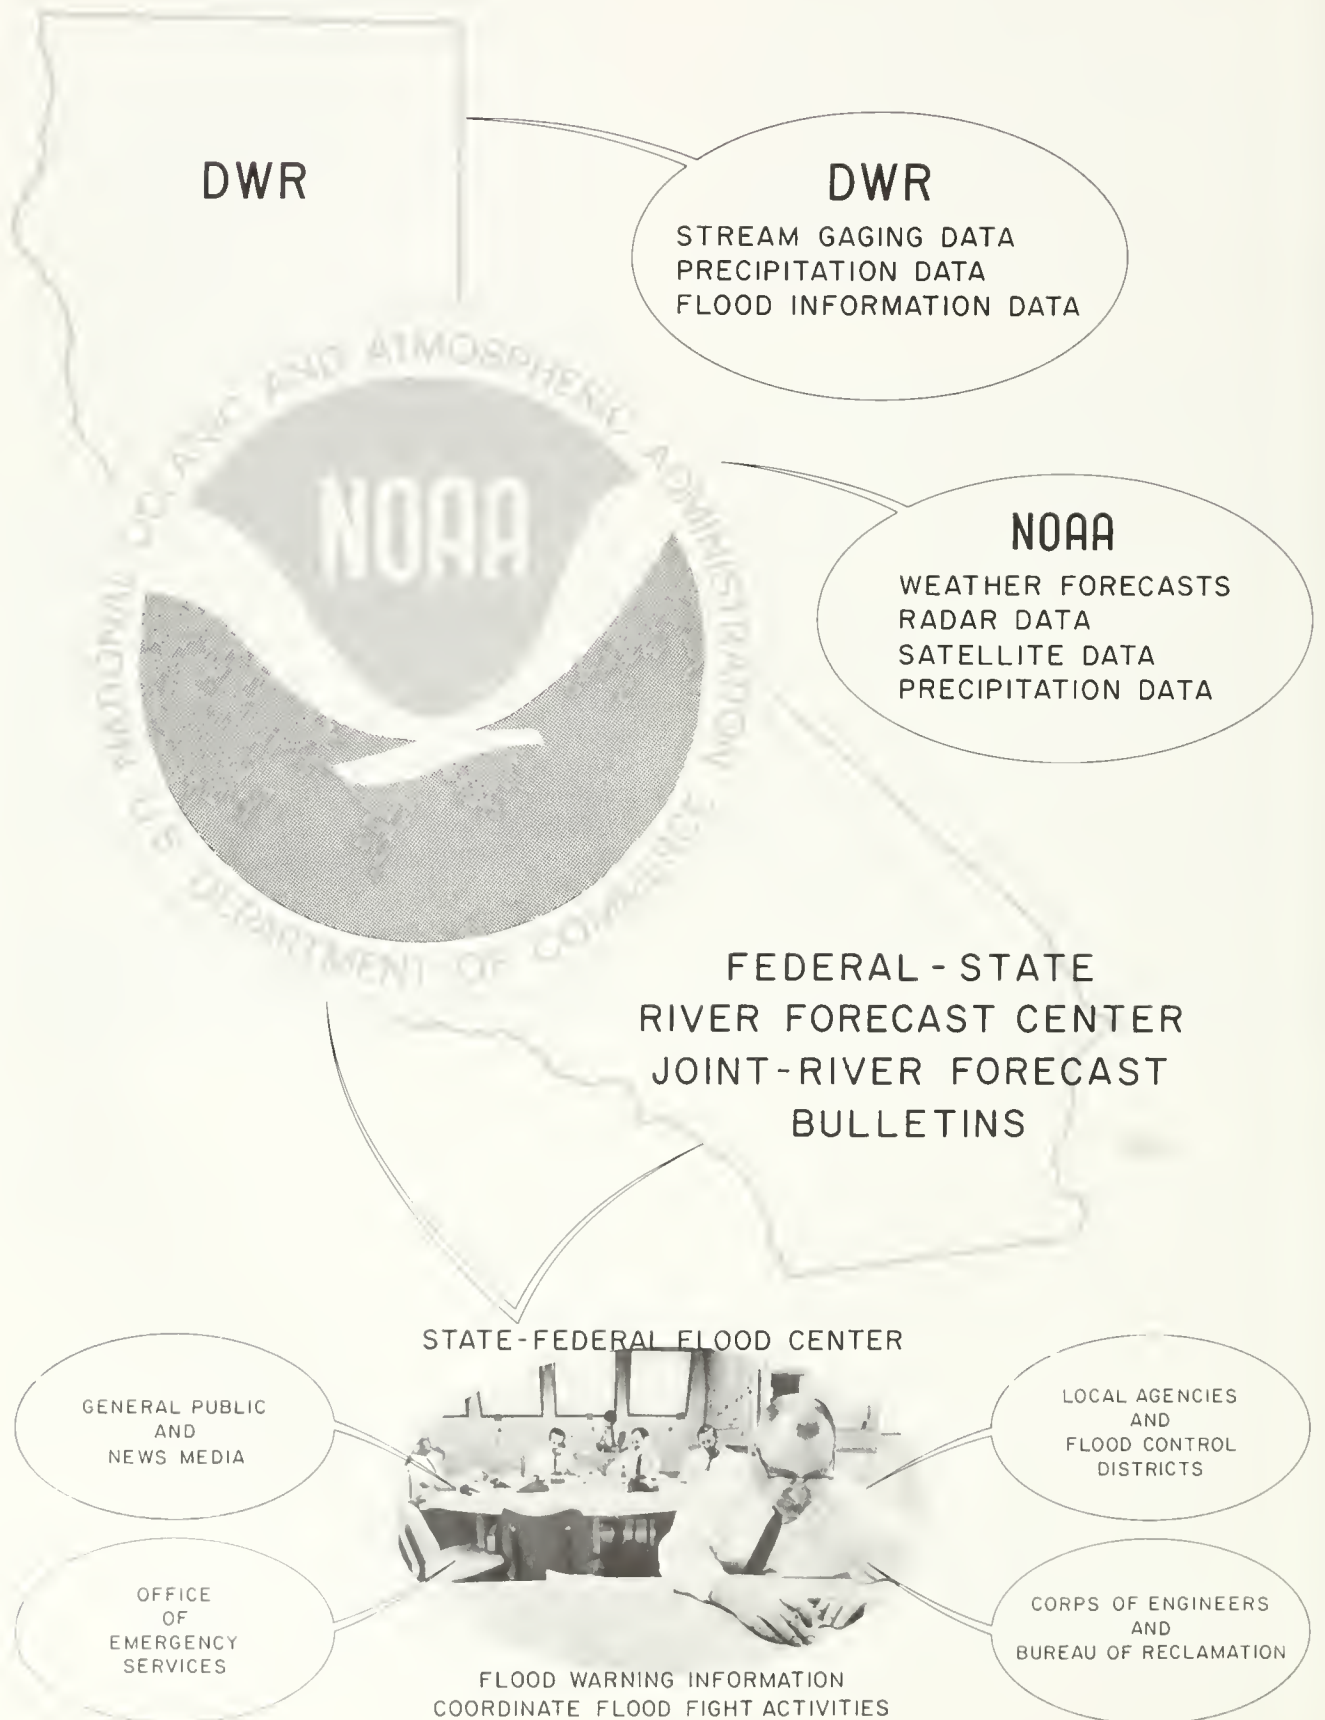 DWR
DWR
STREAM GAGING DATA
PRECIPITATION DATA
FLOOD INFORMATION DATA
NATIONAL OCEANIC AND ATMOSPHERIC ADMINISTRATION
NOAA
U.S. DEPARTMENT OF COMMERCE
NOAA
WEATHER FORECASTS
RADAR DATA
SATELLITE DATA
PRECIPITATION DATA
FEDERAL-STATE
RIVER FORECAST CENTER
JOINT-RIVER FORECAST
BULLETINS
STATE-FEDERAL FLOOD CENTER
GENERAL PUBLIC
AND
NEWS MEDIA
LOCAL AGENCIES
AND
FLOOD CONTROL
DISTRICTS
OFFICE
OF
EMERGENCY
SERVICES
CORPS OF ENGINEERS
AND
BUREAU OF RECLAMATION
FLOOD WARNING INFORMATION
COORDINATE FLOOD FIGHT ACTIVITIES